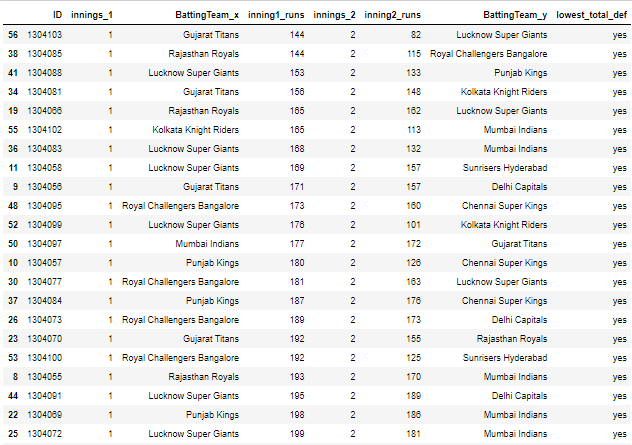 ID innings_1 BattingTeam_x inning1_runs innings_2 inning2_runs BattingTeam_y lowest_total_def
56 1304103 1 Gujarat Titans 144 2 82 Lucknow Super Giants yes
38 1304085 1 Rajasthan Royals 144 2 115 Royal Challengers Bangalore yes
41 1304088 1 Lucknow Super Giants 153 2 133 Punjab Kings yes
34 1304081 1 Gujarat Titans 156 2 148 Kolkata Knight Riders yes
19 1304066 1 Rajasthan Royals 165 2 162 Lucknow Super Giants yes
55 1304102 1 Kolkata Knight Riders 165 2 113 Mumbai Indians yes
36 1304083 1 Lucknow Super Giants 168 2 132 Mumbai Indians yes
11 1304058 1 Lucknow Super Giants 169 2 157 Sunrisers Hyderabad yes
9 1304056 1 Gujarat Titans 171 2 157 Delhi Capitals yes
48 1304095 1 Royal Challengers Bangalore 173 2 160 Chennai Super Kings yes
52 1304099 1 Lucknow Super Giants 176 2 101 Kolkata Knight Riders yes
50 1304097 1 Mumbai Indians 177 2 172 Gujarat Titans yes
10 1304057 1 Punjab Kings 180 2 126 Chennai Super Kings yes
30 1304077 1 Royal Challengers Bangalore 181 2 163 Lucknow Super Giants yes
37 1304084 1 Punjab Kings 187 2 176 Chennai Super Kings yes
26 1304073 1 Royal Challengers Bangalore 189 2 173 Delhi Capitals yes
23 1304070 1 Gujarat Titans 192 2 155 Rajasthan Royals yes
53 1304100 1 Royal Challengers Bangalore 192 2 125 Sunrisers Hyderabad yes
8 1304055 1 Rajasthan Royals 193 2 170 Mumbai Indians yes
44 1304091 1 Lucknow Super Giants 195 2 189 Delhi Capitals yes
22 1304069 1 Punjab Kings 198 2 186 Mumbai Indians yes
25 1304072 1 Lucknow Super Giants 199 2 181 Mumbai Indians yes